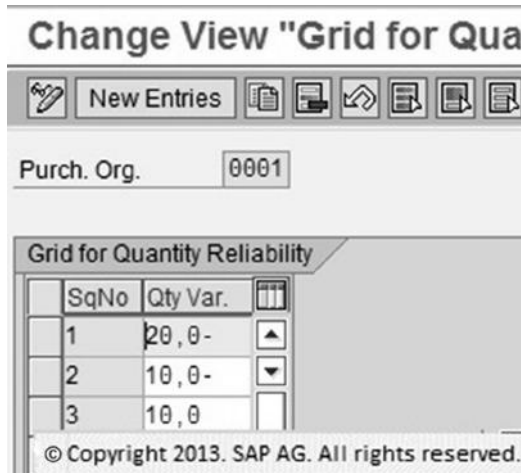 Change View "Grid for Qua
New Entries
Purch. Org. 0001
Grid for Quantity Reliability
SqNo Qty Var.
1 20,0-
2 10,0-
3 10,0
© Copyright 2013. SAP AG. All rights reserved.